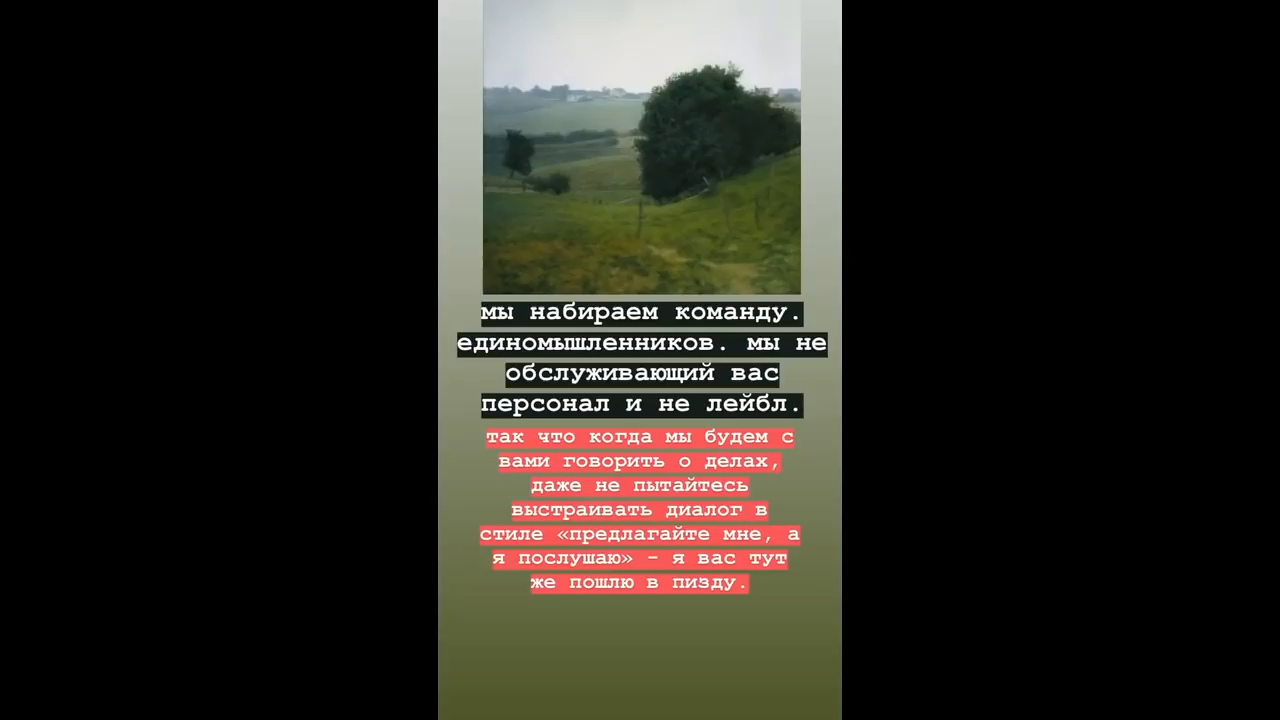 мы набираем команду.
единомышленников. мы не
обслуживающий вас
персонал и не лейбл.
так что когда мы будем с
вами говорить о делах,
даже не пытайтесь
выстраивать диалог в
стиле «предлагайте мне, а
я послушаю» - я вас тут
же пошлю в пизду.